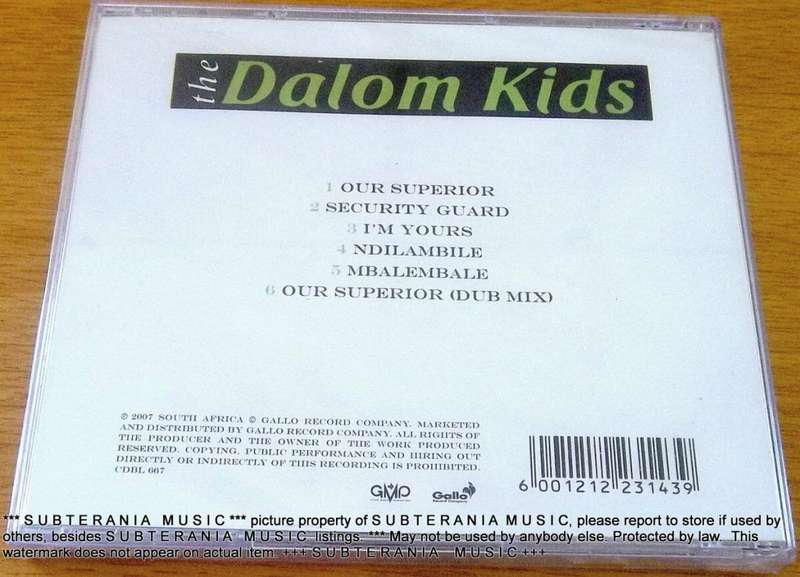 the Dalom Kids
1 OUR SUPERIOR
2 SECURITY GUARD
3 I'M YOURS
4 NDILAMBILE
5 MBALEMBALE
6 OUR SUPERIOR (DUB MIX)
℗ 2007 SOUTH AFRICA © GALLO RECORD COMPANY. MARKETED
AND DISTRIBUTED BY GALLO RECORD COMPANY. ALL RIGHTS OF
THE PRODUCER AND THE OWNER OF THE WORK PRODUCED
RESERVED. COPYING, PUBLIC PERFORMANCE AND HIRING OUT
DIRECTLY OR INDIRECTLY OF THIS RECORDING IS PROHIBITED.
CDBL 667
GMP
Gallo
6 001212 231439
*** SUBTERANIA MUSIC *** picture property of SUBTERANIA MUSIC, please report to store if used by
others, besides SUBTERANIA MUSIC listings. *** May not be used by anybody else. Protected by law. This
watermark does not appear on actual item. +++ SUBTERANIA MUSIC +++